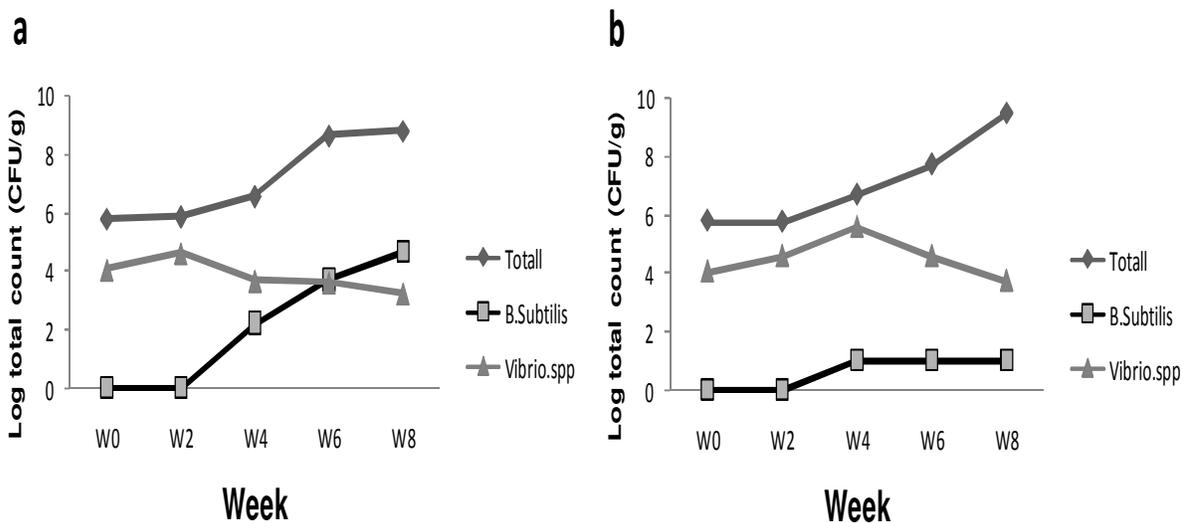 a
Log total count (CFU/g)
10
8
6
4
2
0
W0 W2 W4 W6 W8
Week
Totall
B.Subtilis
Vibrio.spp
b
Log total count (CFU/g)
10
8
6
4
2
0
W0 W2 W4 W6 W8
Week
Totall
B.Subtilis
Vibrio.spp